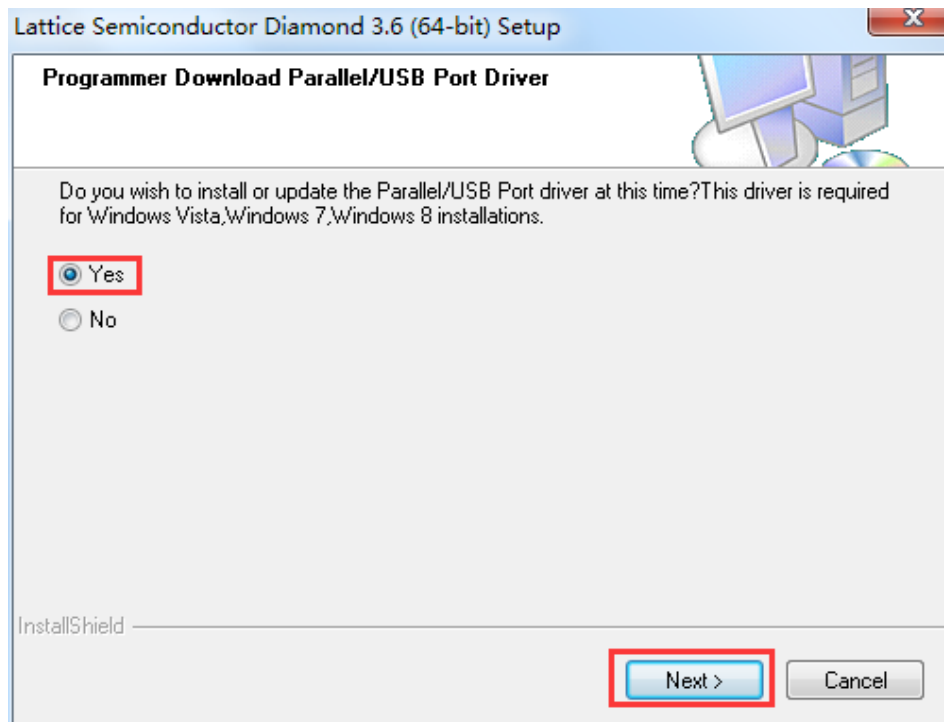 Lattice Semiconductor Diamond 3.6 (64-bit) Setup
Programmer Download Parallel/USB Port Driver
Do you wish to install or update the Parallel/USB Port driver at this time?This driver is required
for Windows Vista,Windows 7,Windows 8 installations.
Yes
No
InstallShield
Next >
Cancel